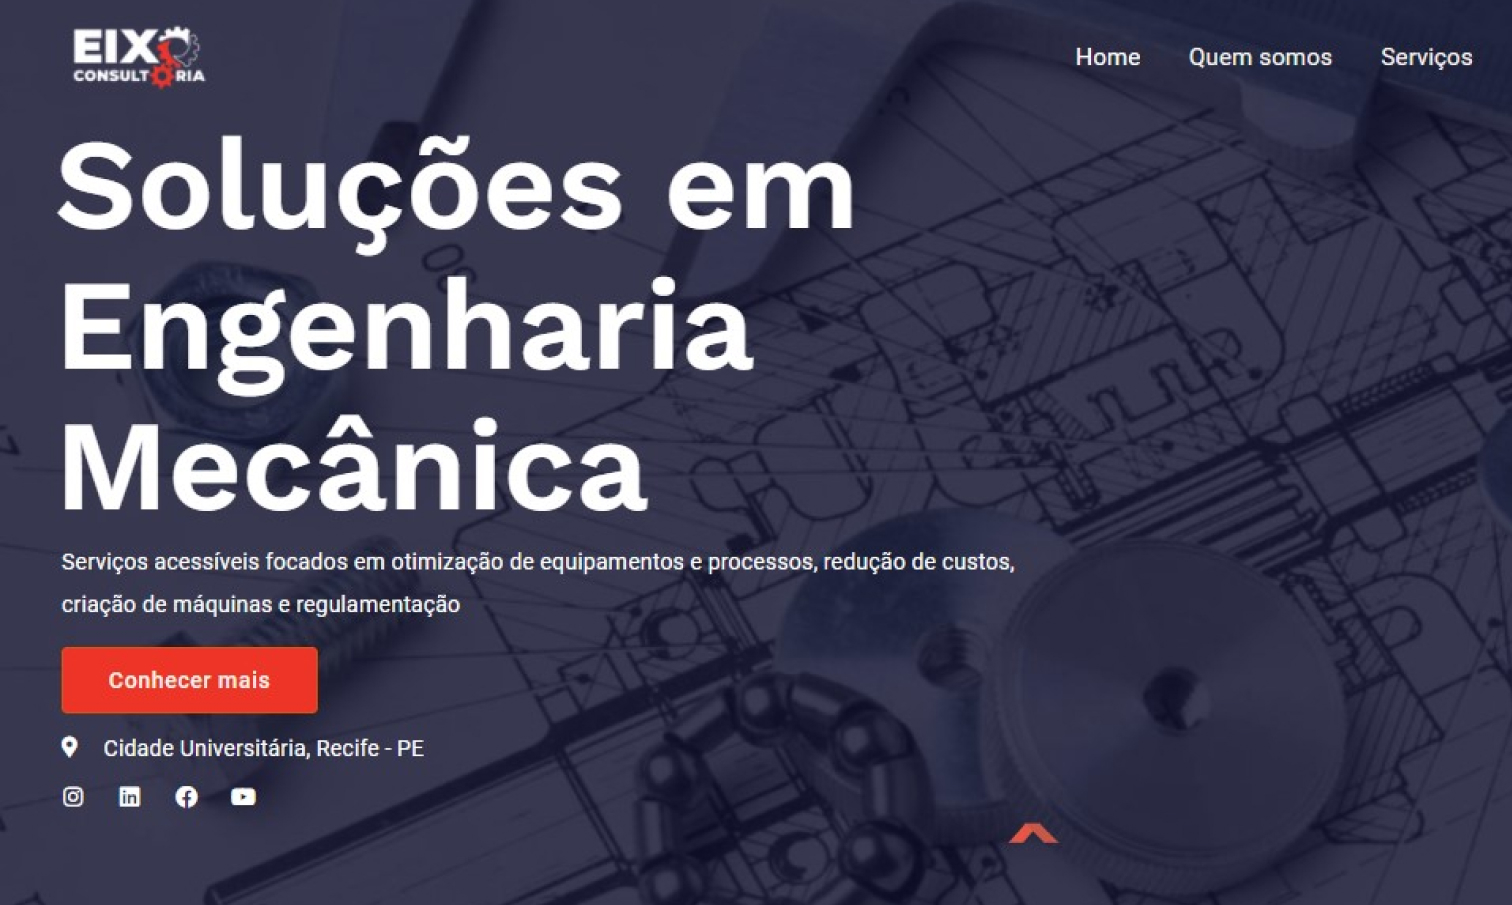 EIXO
CONSULTORIA
Home Quem somos Serviços
Soluções em
Engenharia
Mecânica
Serviços acessíveis focados em otimização de equipamentos e processos, redução de custos,
criação de máquinas e regulamentação
Conhecer mais
Cidade Universitária, Recife - PE